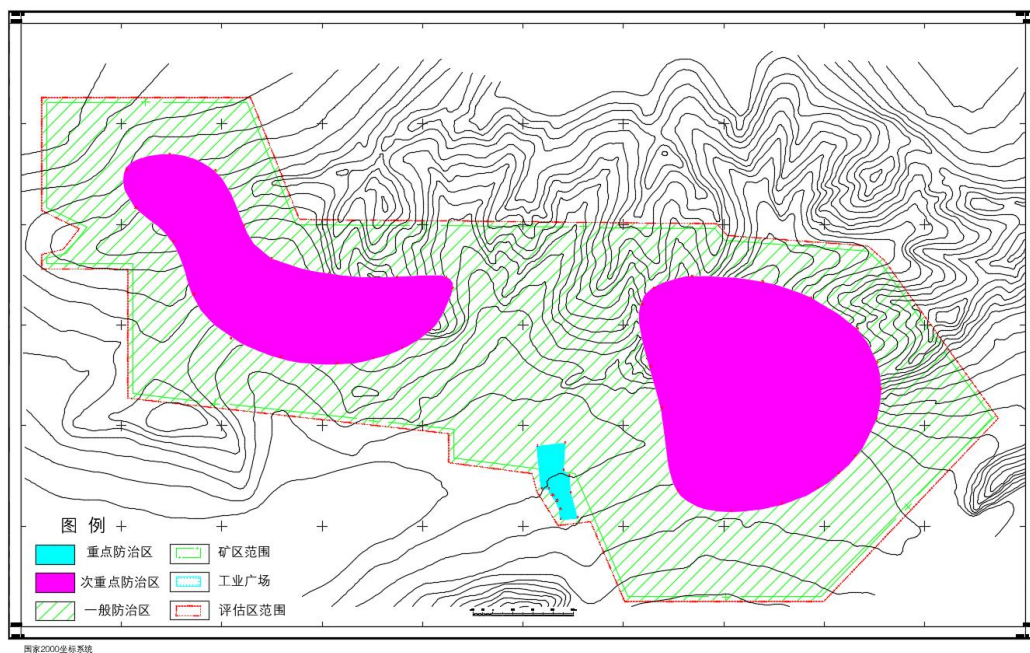 图 例
重点防治区 矿区范围
次重点防治区 工业广场
一般防治区 评估区范围
国家2000坐标系统